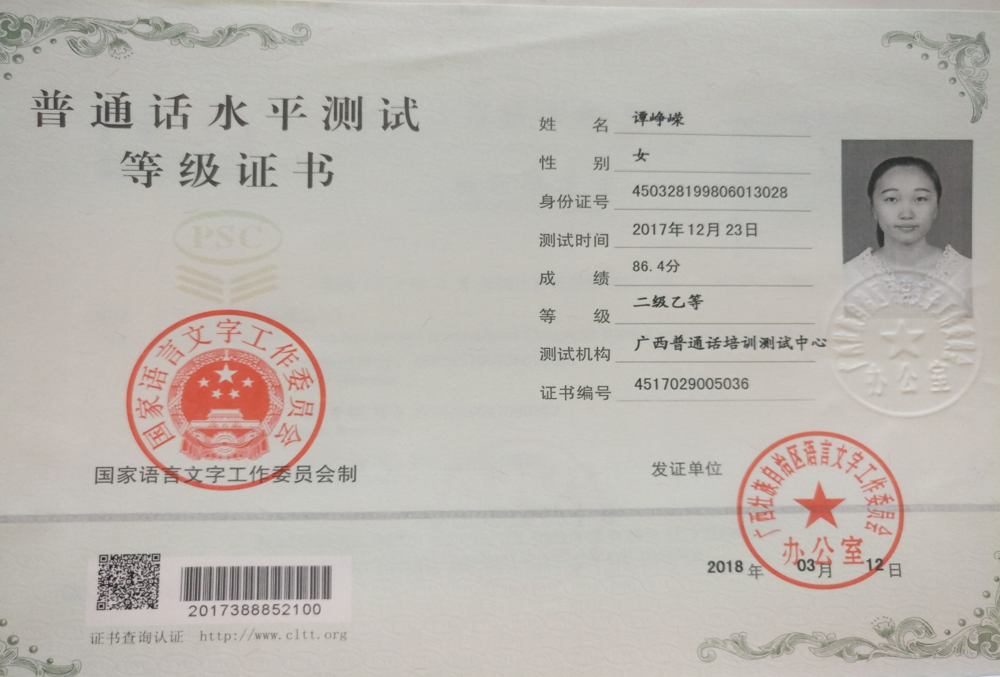 普通话水平测试
等级证书
PSC
国家语言文字工作委员会
国家语言文字工作委员会制
2017388852100
证书查询认证 http://www.cltt.org
姓名 谭峥嵘
性别 女
身份证号 450328199806013028
测试时间 2017年12月23日
成绩 86.4分
等级 二级乙等
测试机构 广西普通话培训测试中心
证书编号 4517029005036
办公室
发证单位
广西壮族自治区语言文字工作委员会
办公室
2018年 03月 12日